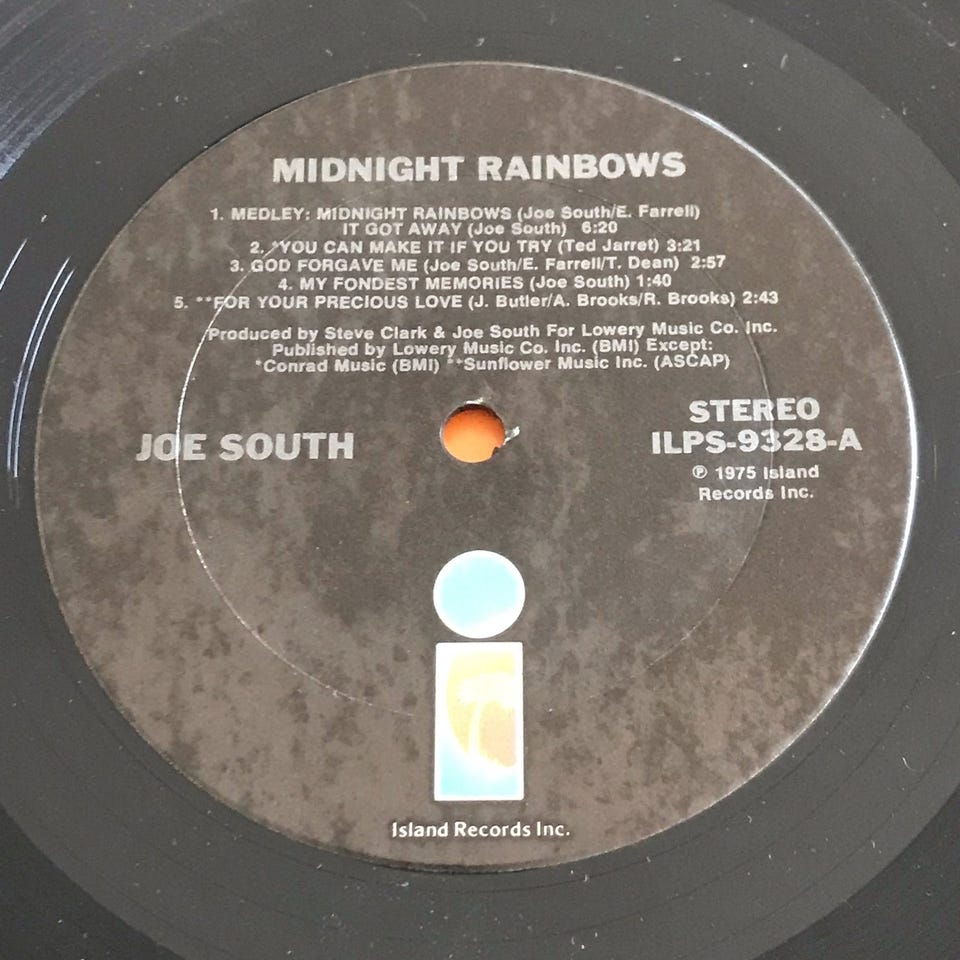 MIDNIGHT RAINBOWS
1. MEDLEY: MIDNIGHT RAINBOWS (Joe South/E. Farrell)
IT GOT AWAY (Joe South) 6:20
2. *YOU CAN MAKE IT IF YOU TRY (Ted Jarret) 3:21
3. GOD FORGAVE ME (Joe South/E. Farrell/T. Dean) 2:57
4. MY FONDEST MEMORIES (Joe South) 1:40
5. **FOR YOUR PRECIOUS LOVE (J. Butler/A. Brooks/R. Brooks) 2:43
Produced by Steve Clark & Joe South For Lowery Music Co. Inc.
Published by Lowery Music Co. Inc. (BMI) Except:
*Conrad Music (BMI) **Sunflower Music Inc. (ASCAP)
JOE SOUTH
STEREO
ILPS-9328-A
℗ 1975 Island
Records Inc.
i
Island Records Inc.